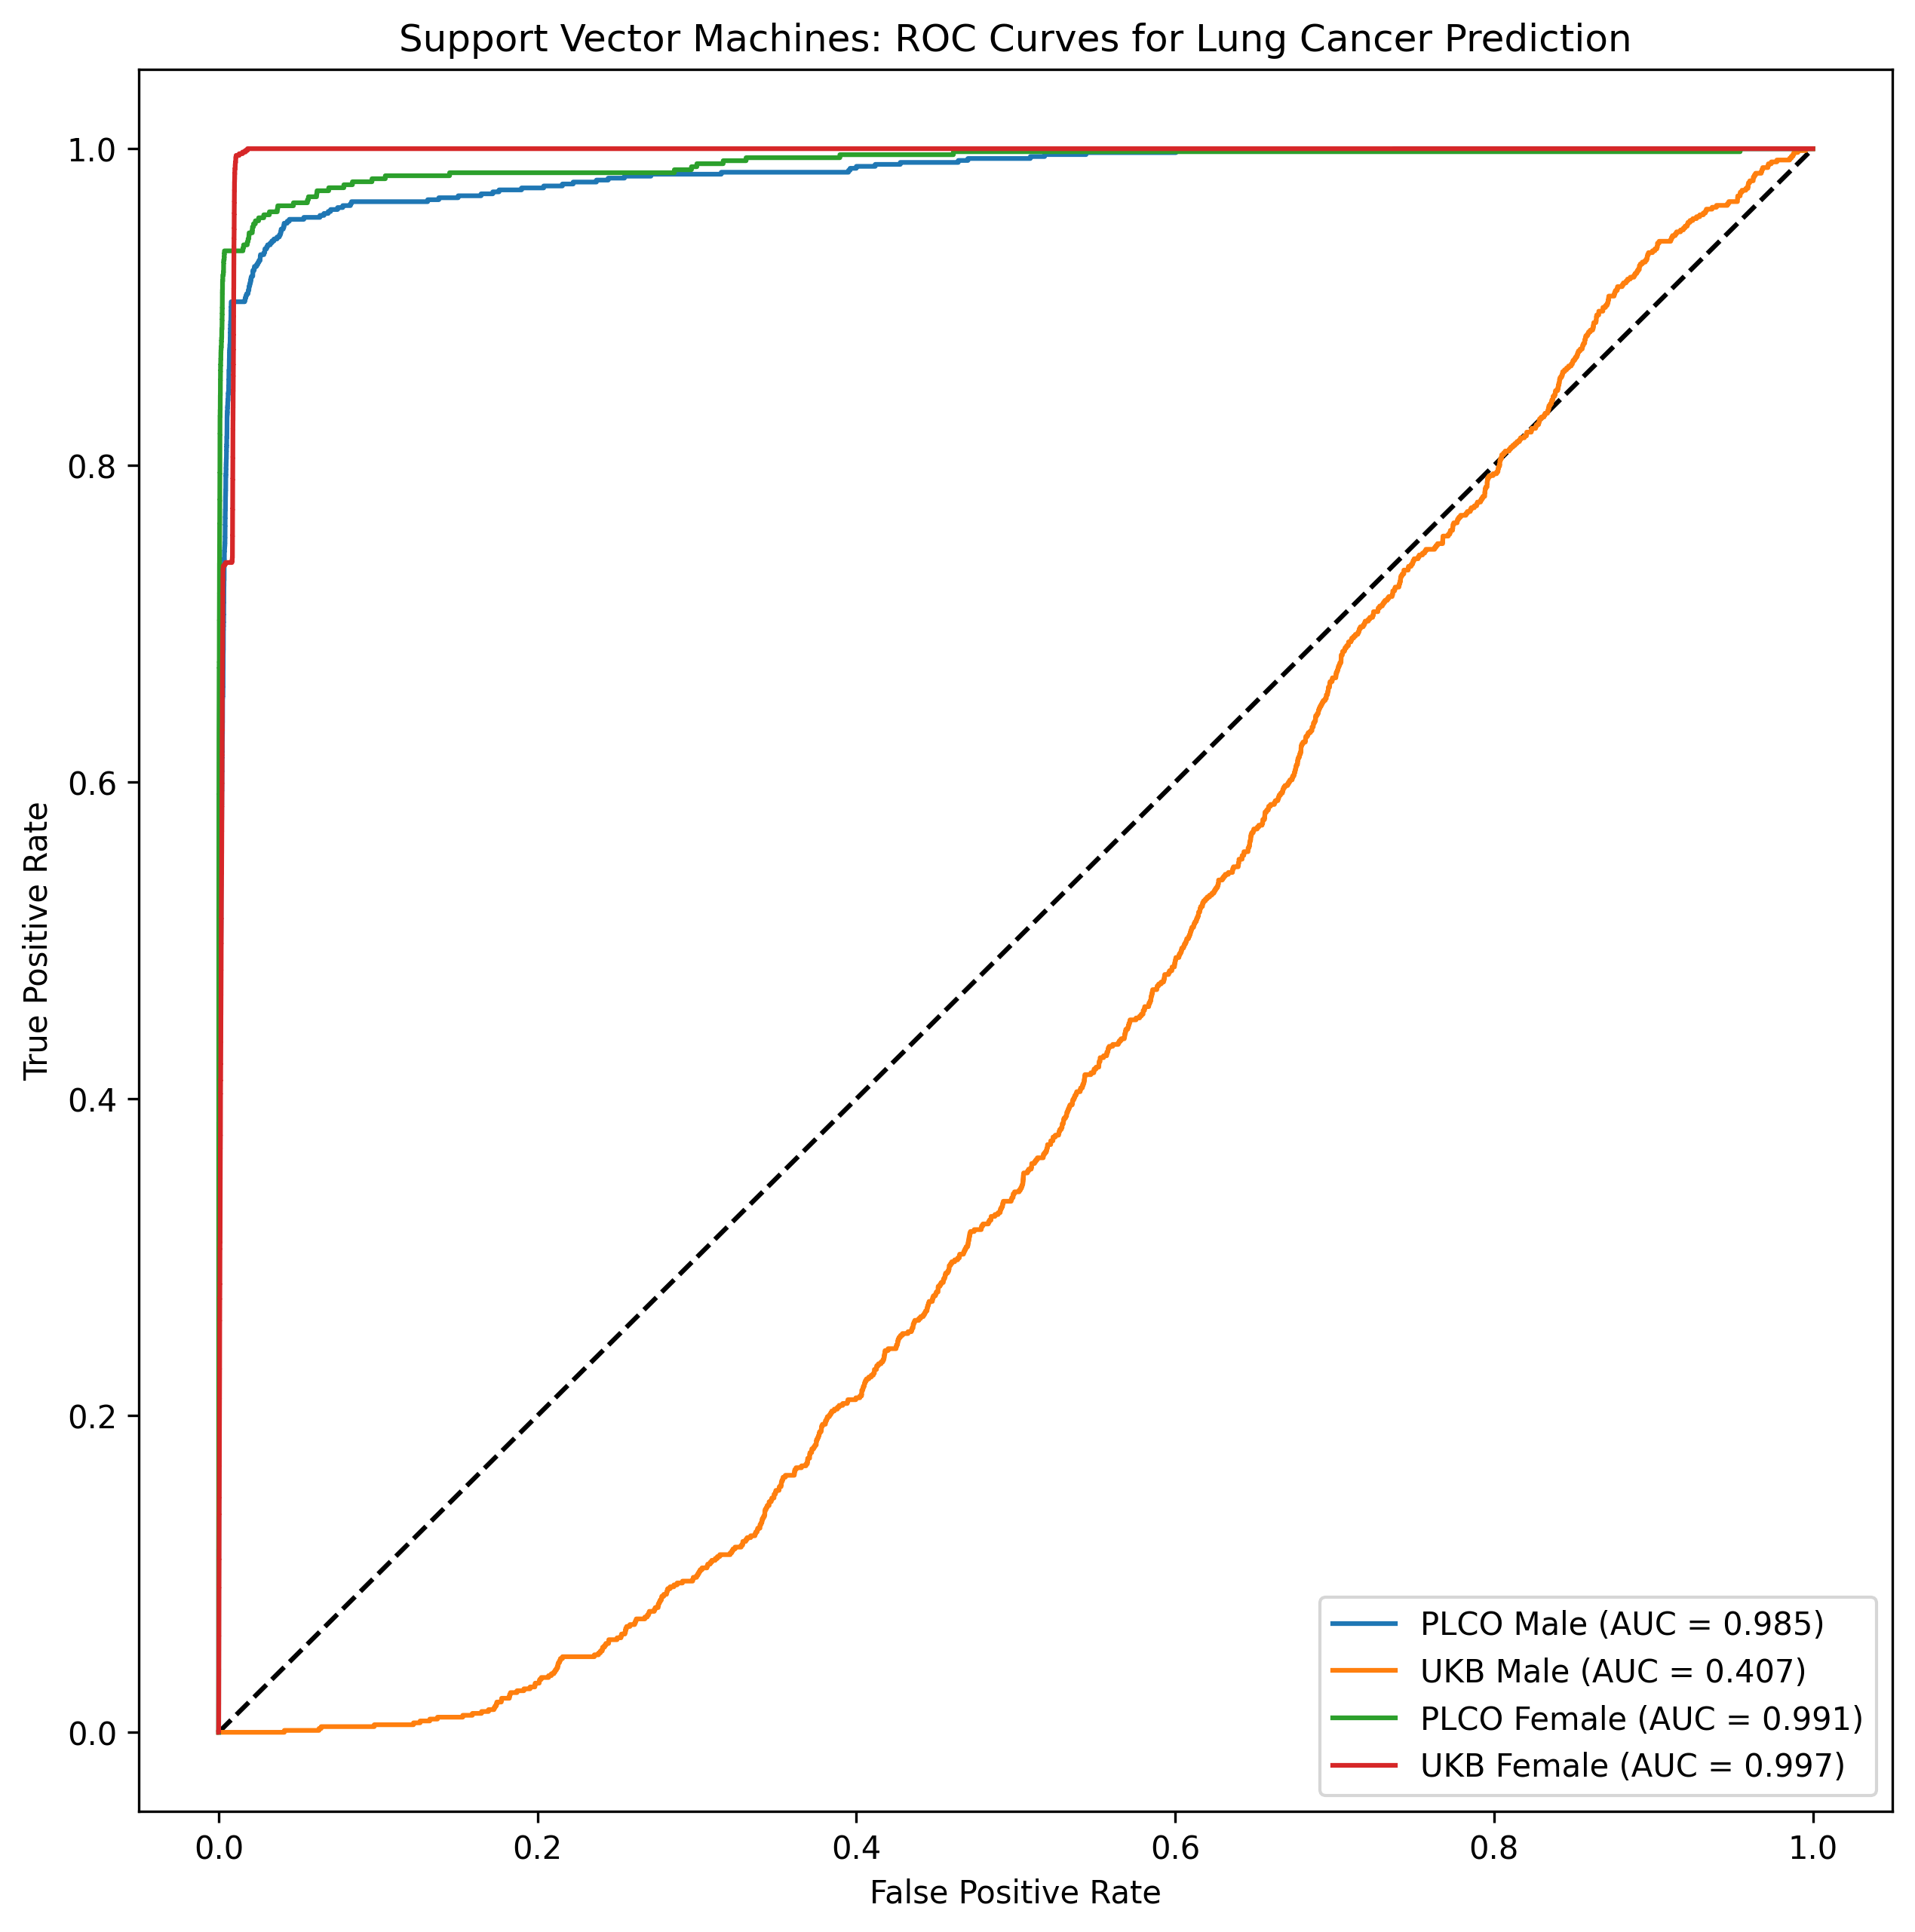 Support Vector Machines: ROC Curves for Lung Cancer Prediction
True Positive Rate
1.0
0.8
0.6
0.4
0.2
0.0
PLCO Male (AUC = 0.985)
UKB Male (AUC = 0.407)
PLCO Female (AUC = 0.991)
UKB Female (AUC = 0.997)
0.0 0.2 0.4 0.6 0.8 1.0
False Positive Rate